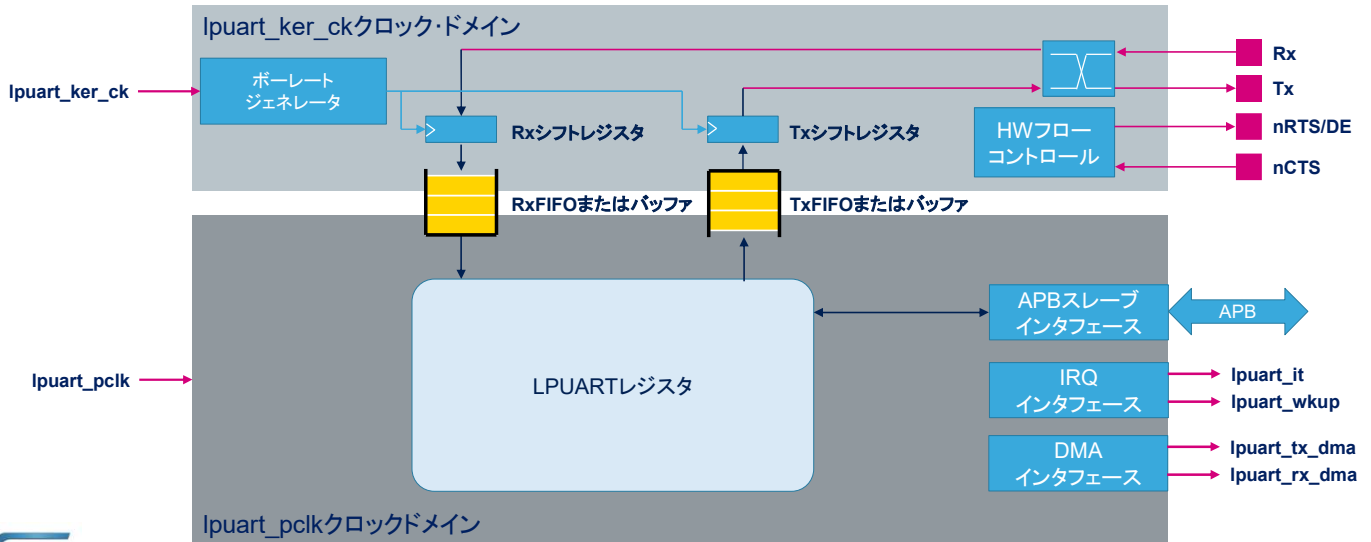 lpuart_ker_ckクロック･ドメイン
lpuart_ker_ck
ボーレート
ジェネレータ
Rx
Tx
nRTS/DE
nCTS
Rxシフトレジスタ
Txシフトレジスタ
HWフロー
コントロール
RxFIFOまたはバッファ
TxFIFOまたはバッファ
APBスレーブ
インタフェース
APB
lpuart_pclk
LPUARTレジスタ
IRQ
インタフェース
lpuart_it
lpuart_wkup
DMA
インタフェース
lpuart_tx_dma
lpuart_rx_dma
lpuart_pclkクロックドメイン